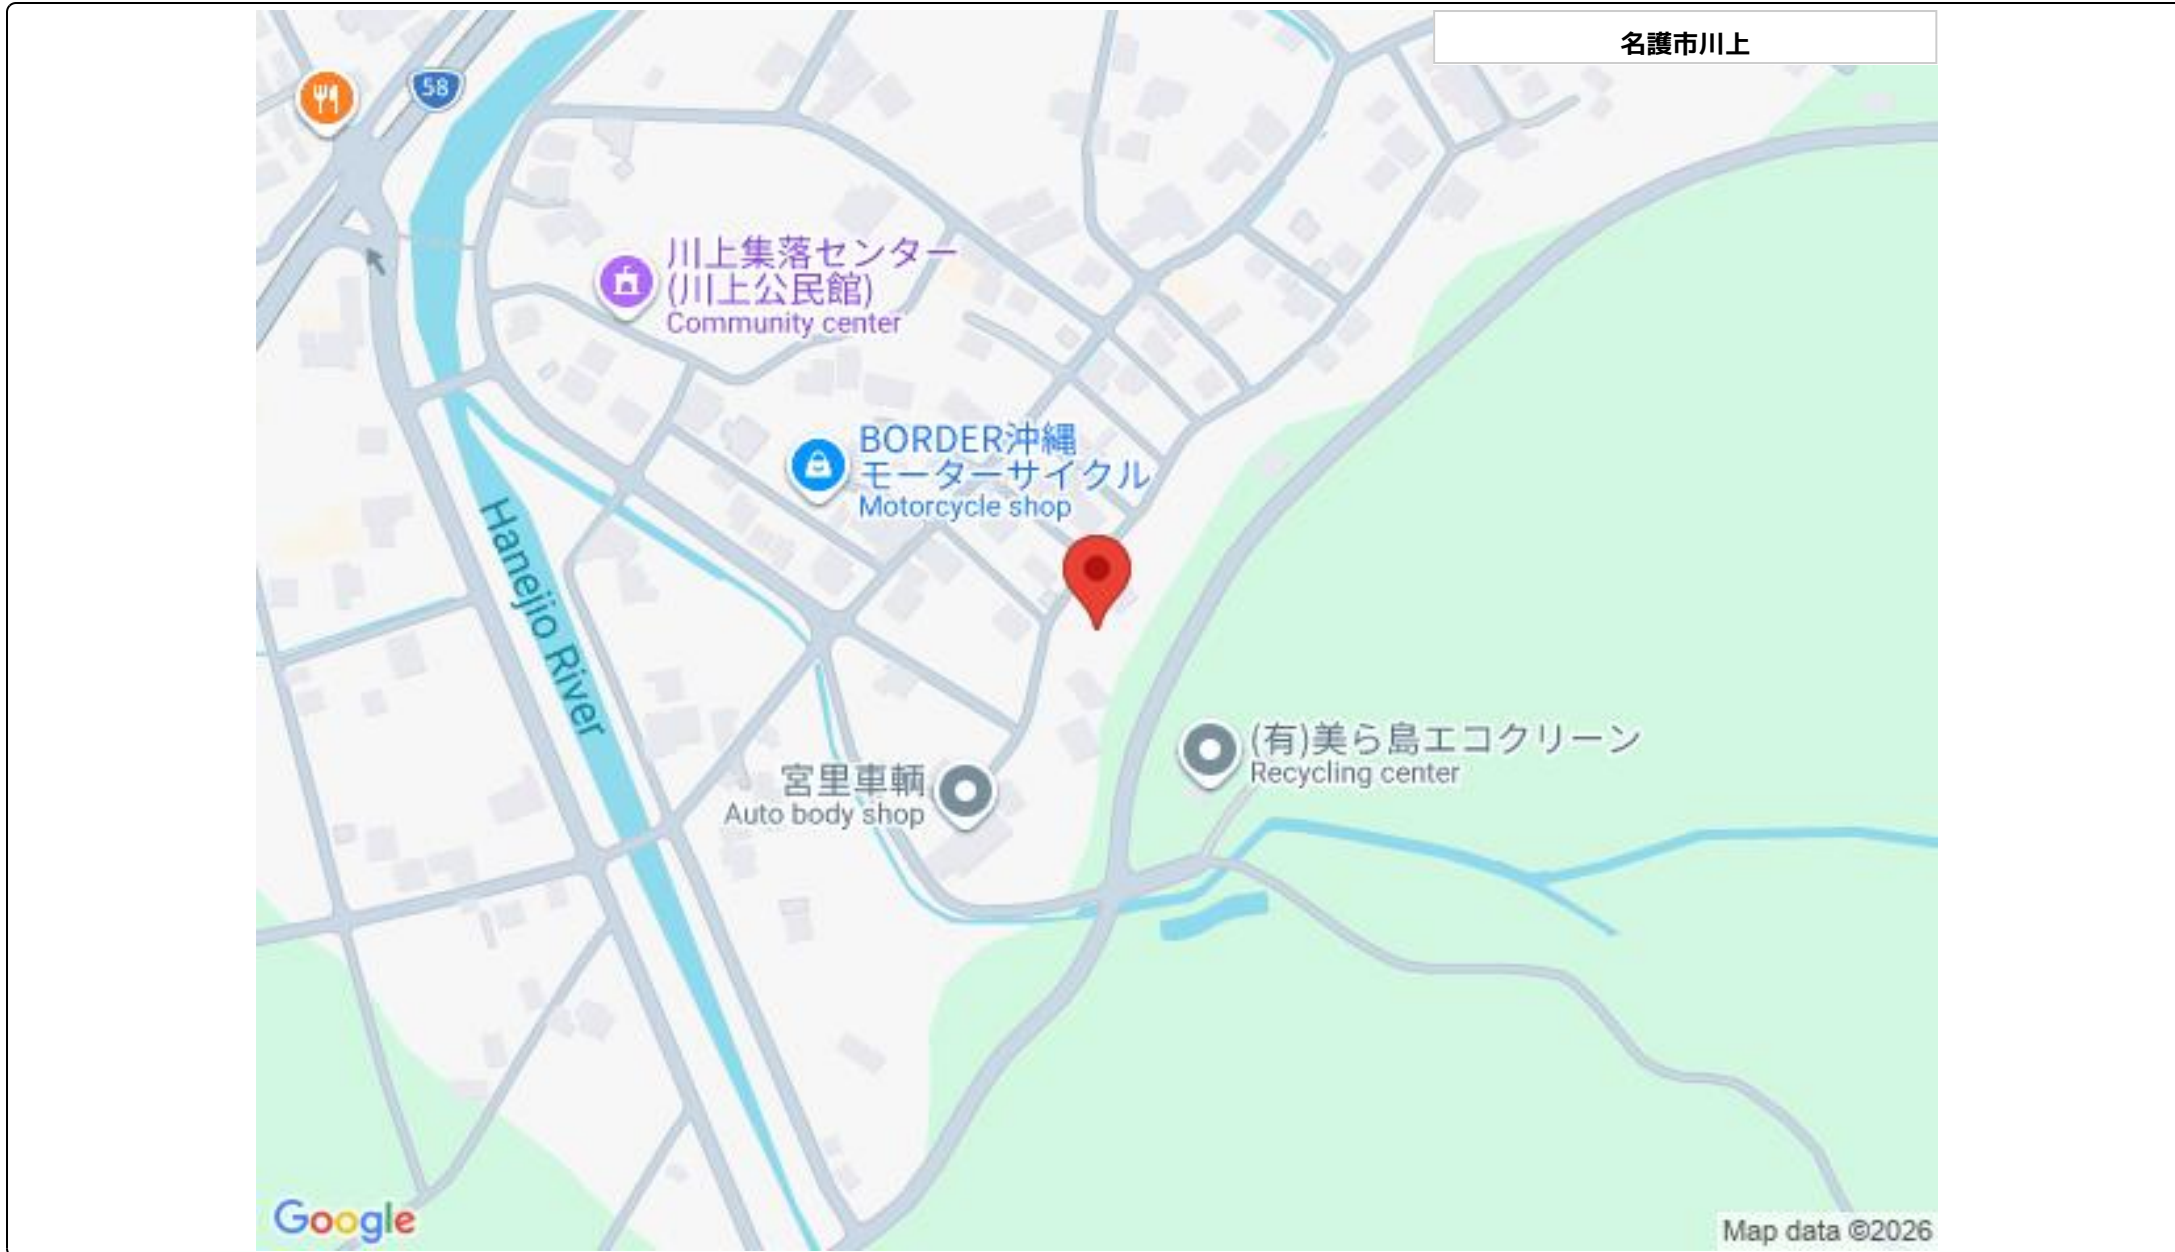 名護市川上
58
川上集落センター
(川上公民館)
Community center
BORDER沖縄
モーターサイクル
Motorcycle shop
Hanejio River
(有)美ら島エコクリーン
Recycling center
宮里車輌
Auto body shop
Google
Map data ©2026